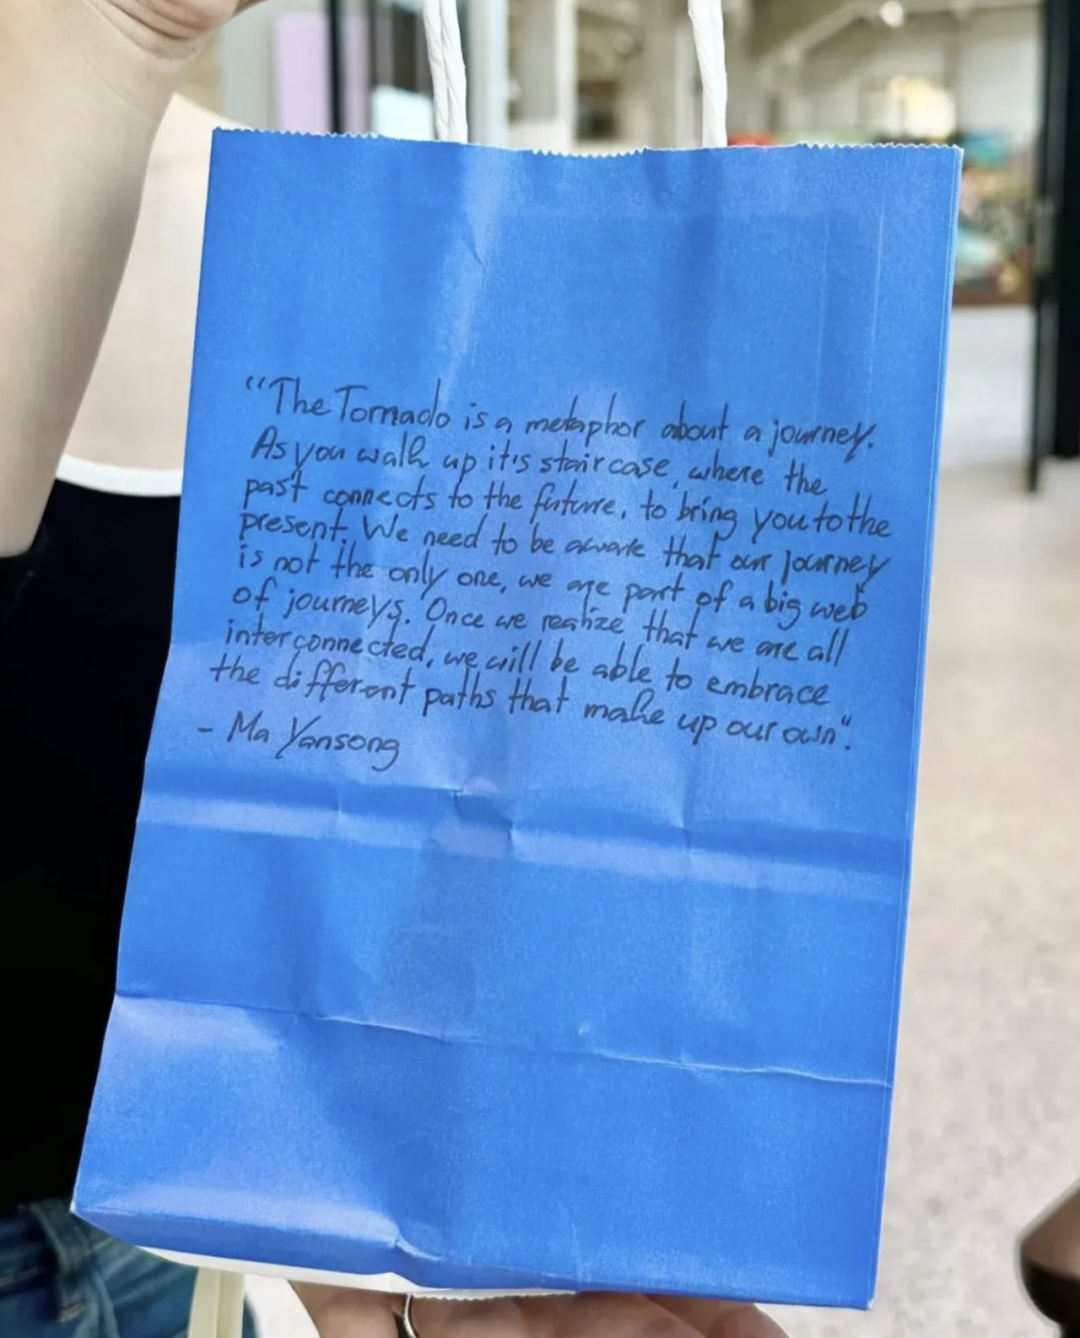 “The Tornado is a metaphor about a journey.
As you walk up it's staircase, where the
past connects to the future, to bring you to the
present. We need to be aware that our journey
is not the only one, we are part of a big web
of journeys. Once we realize that we are all
interconnected, we will be able to embrace
the different paths that make up our own“.
- Ma Yansong